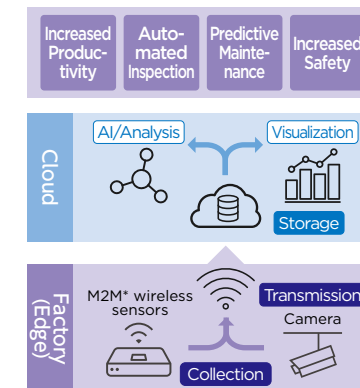 Increased
Produc-
tivity
Auto-
mated
Inspection
Predictive
Mainte-
nance
Increased
Safety
Cloud
AI/Analysis
Visualization
Storage
Factory
(Edge)
M2M* wireless
sensors
Transmission
Camera
Collection